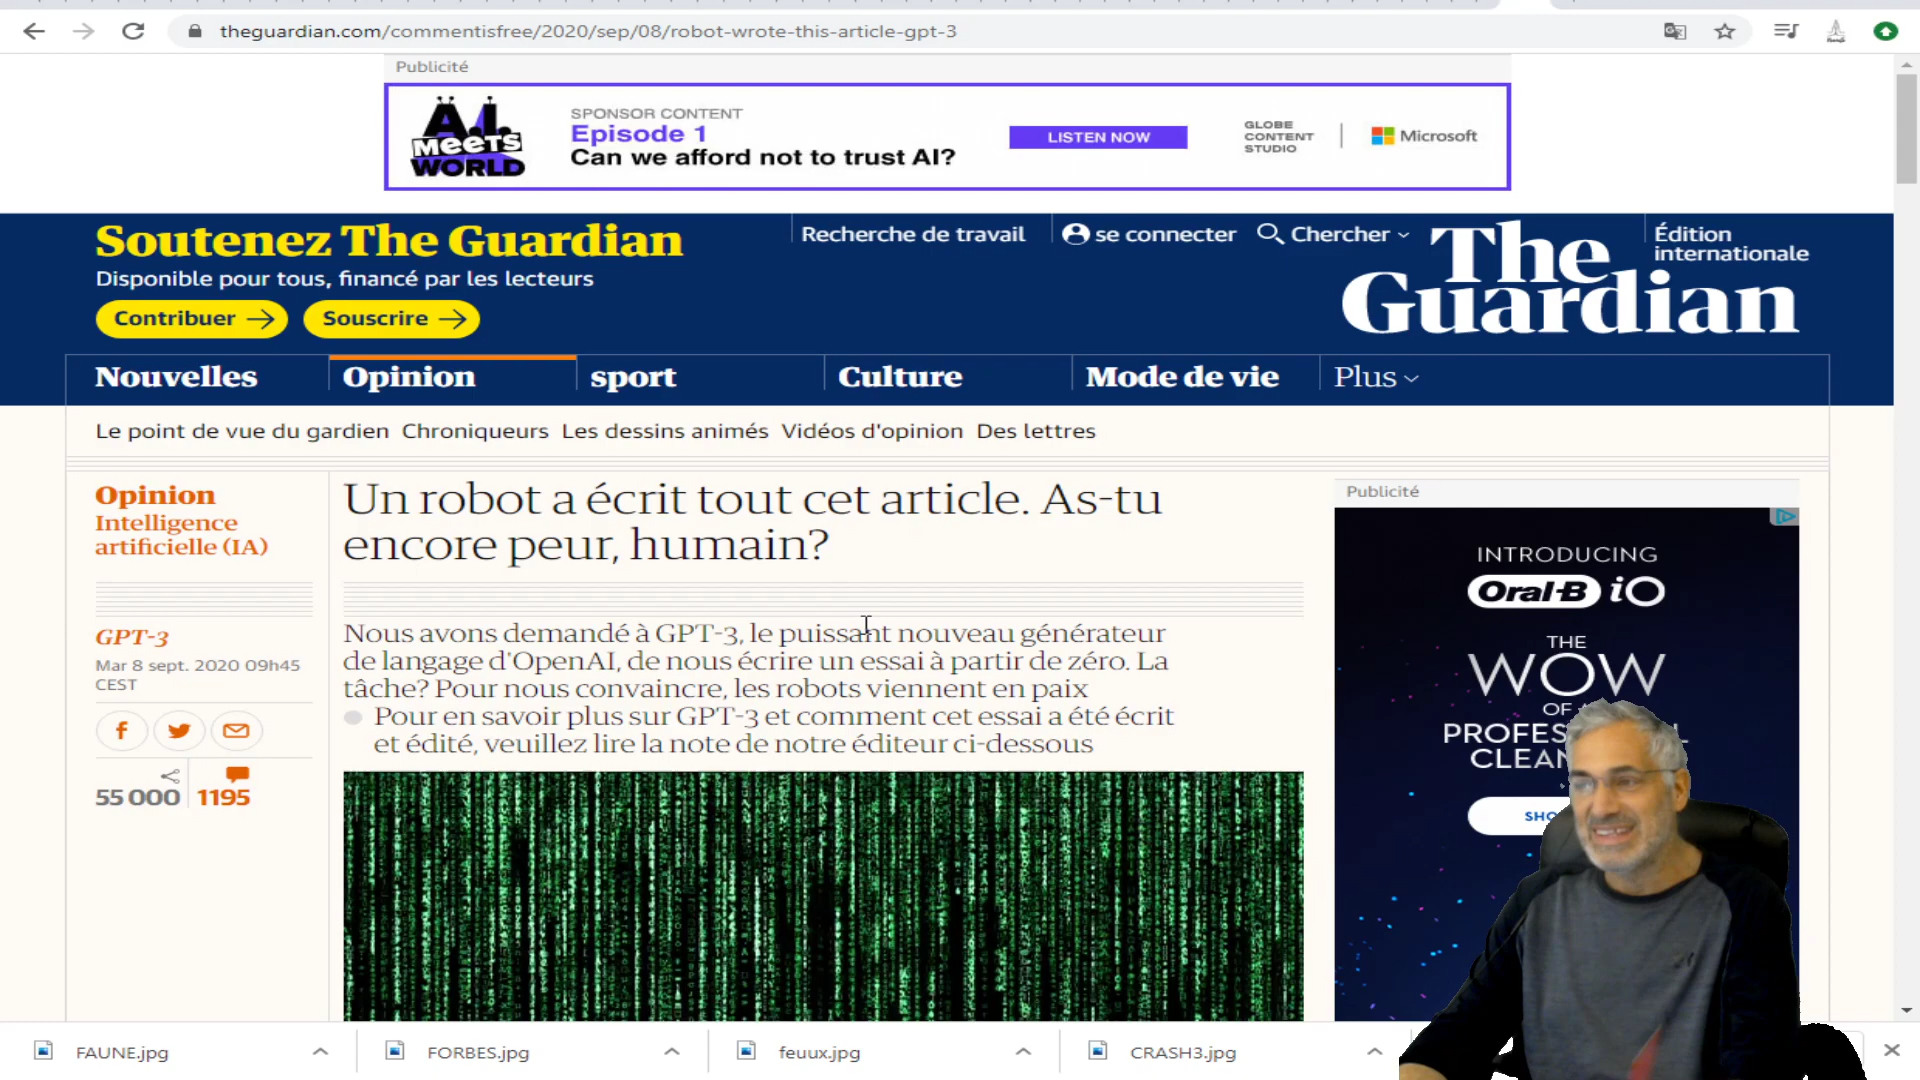 theguardian.com/commentisfree/2020/sep/08/robot-wrote-this-article-gpt-3
Publicité
A.I.
MEETS
WORLD
SPONSOR CONTENT
Episode 1
Can we afford not to trust AI?
LISTEN NOW
GLOBE
CONTENT
STUDIO
Microsoft
Soutenez The Guardian
Disponible pour tous, financé par les lecteurs
Contribuer
Souscrire
Recherche de travail
se connecter
Chercher
The
Guardian
Édition
internationale
Nouvelles
Opinion
sport
Culture
Mode de vie
Plus
Le point de vue du gardien
Chroniqueurs
Les dessins animés
Vidéos d'opinion
Des lettres
Opinion
Intelligence
artificielle (IA)
GPT-3
Mar 8 sept. 2020 09h45
CEST
55 000
1195
Un robot a écrit tout cet article. As-tu
encore peur, humain?
Nous avons demandé à GPT-3, le puissant nouveau générateur
de langage d'OpenAI, de nous écrire un essai à partir de zéro. La
tâche? Pour nous convaincre, les robots viennent en paix
Pour en savoir plus sur GPT-3 et comment cet essai a été écrit
et édité, veuillez lire la note de notre éditeur ci-dessous
Publicité
INTRODUCING
Oral-B iO
THE
WOW
OF
PROFES
CLEAN
SHO
FAUNE.jpg
FORBES.jpg
feuux.jpg
CRASH3.jpg